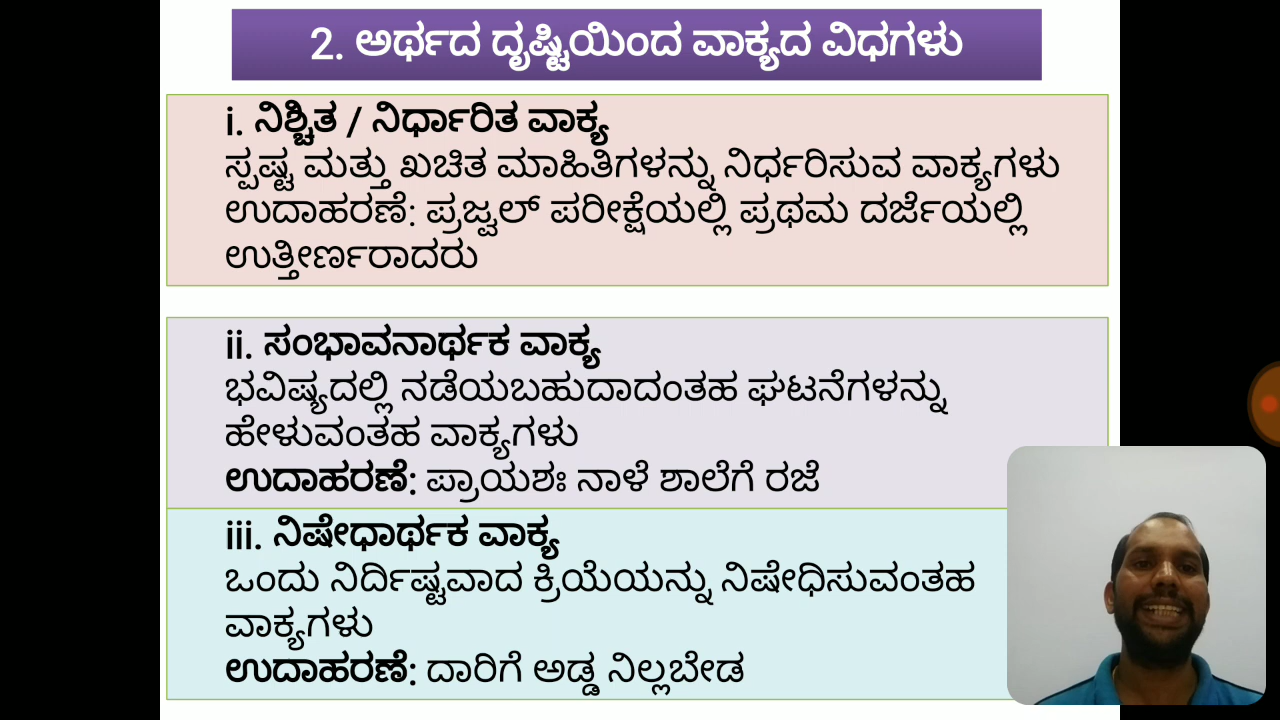 2. ಅರ್ಥದ ದೃಷ್ಟಿಯಿಂದ ವಾಕ್ಯದ ವಿಧಗಳು
i. ನಿಶ್ಚಿತ / ನಿರ್ಧಾರಿತ ವಾಕ್ಯ
ಸ್ಪಷ್ಟ ಮತ್ತು ಖಚಿತ ಮಾಹಿತಿಗಳನ್ನು ನಿರ್ಧರಿಸುವ ವಾಕ್ಯಗಳು
ಉದಾಹರಣೆ: ಪ್ರಜ್ವಲ್ ಪರೀಕ್ಷೆಯಲ್ಲಿ ಪ್ರಥಮ ದರ್ಜೆಯಲ್ಲಿ
ಉತ್ತೀರ್ಣರಾದರು
ii. ಸಂಭಾವನಾರ್ಥಕ ವಾಕ್ಯ
ಭವಿಷ್ಯದಲ್ಲಿ ನಡೆಯಬಹುದಾದಂತಹ ಘಟನೆಗಳನ್ನು
ಹೇಳುವಂತಹ ವಾಕ್ಯಗಳು
ಉದಾಹರಣೆ: ಪ್ರಾಯಶಃ ನಾಳೆ ಶಾಲೆಗೆ ರಜೆ
iii. ನಿಷೇಧಾರ್ಥಕ ವಾಕ್ಯ
ಒಂದು ನಿರ್ದಿಷ್ಟವಾದ ಕ್ರಿಯೆಯನ್ನು ನಿಷೇಧಿಸುವಂತಹ
ವಾಕ್ಯಗಳು
ಉದಾಹರಣೆ: ದಾರಿಗೆ ಅಡ್ಡ ನಿಲ್ಲಬೇಡ